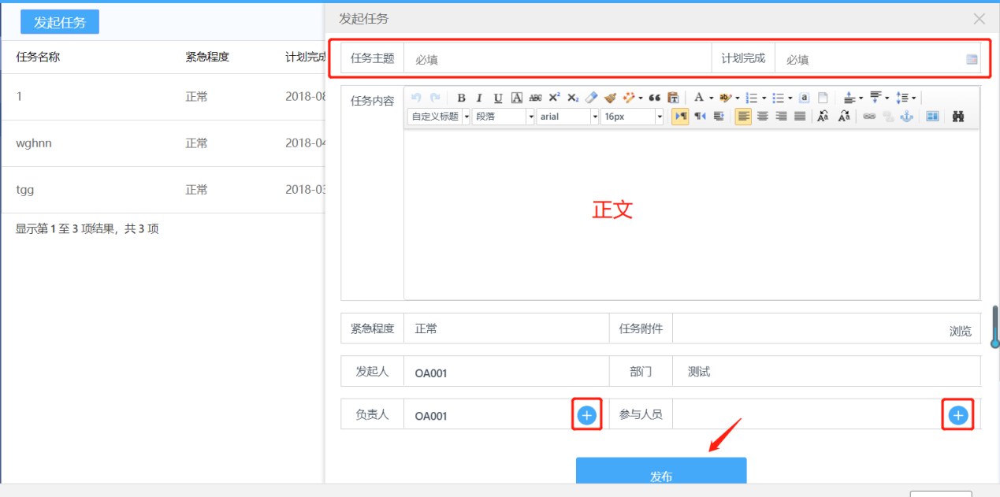 发起任务
任务名称 紧急程度 计划完成
1 正常 2018-08
wghnn 正常 2018-04
tgg 正常 2018-03
显示第 1 至 3 项结果，共 3 项
发起任务
任务主题 必填 计划完成 必填
任务内容
自定义标题 段落 arial 16px
正文
紧急程度 正常 任务附件 浏览
发起人 OA001 部门 测试
负责人 OA001 参与人员
发布